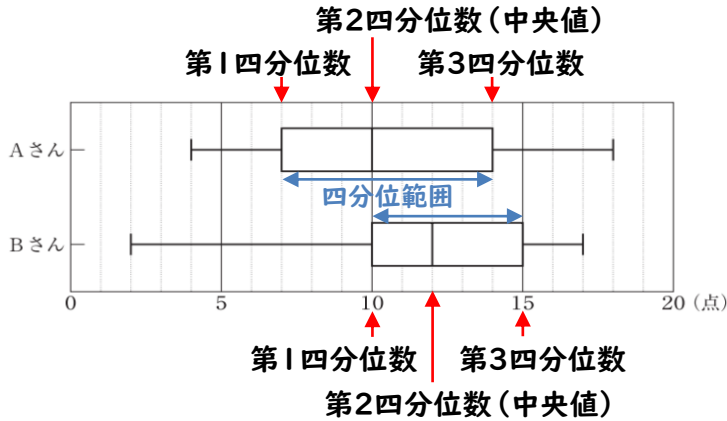 第2四分位数(中央値)
第1四分位数
第3四分位数
Aさん
四分位範囲
Bさん
0 5 10 15 20 (点)
第1四分位数
第3四分位数
第2四分位数(中央値)